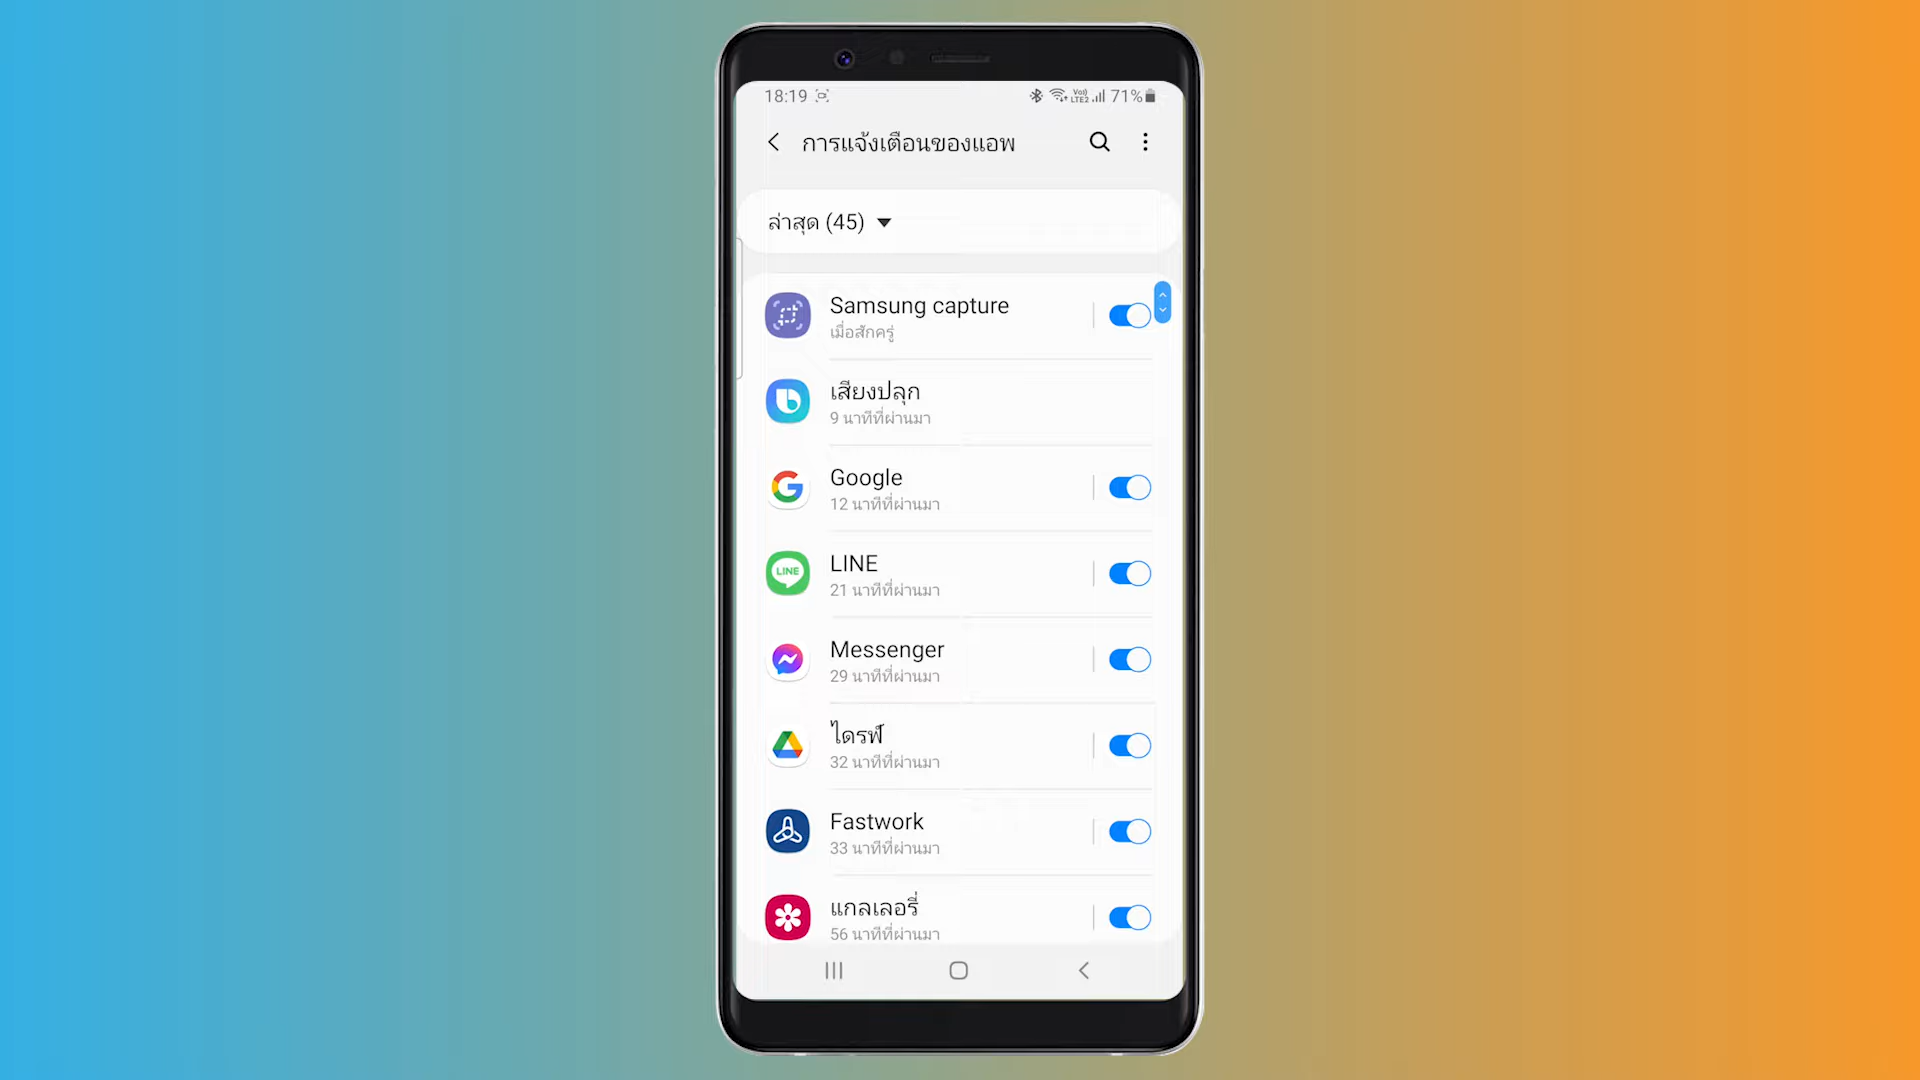 18:19
Vo))
LTE2
71%
การแจ้งเตือนของแอพ
ล่าสุด (45)
Samsung capture
เมื่อสักครู่
เสียงปลุก
9 นาทีที่ผ่านมา
Google
12 นาทีที่ผ่านมา
LINE
LINE
21 นาทีที่ผ่านมา
Messenger
29 นาทีที่ผ่านมา
ไดรฟ์
32 นาทีที่ผ่านมา
Fastwork
33 นาทีที่ผ่านมา
แกลเลอรี่
56 นาทีที่ผ่านมา